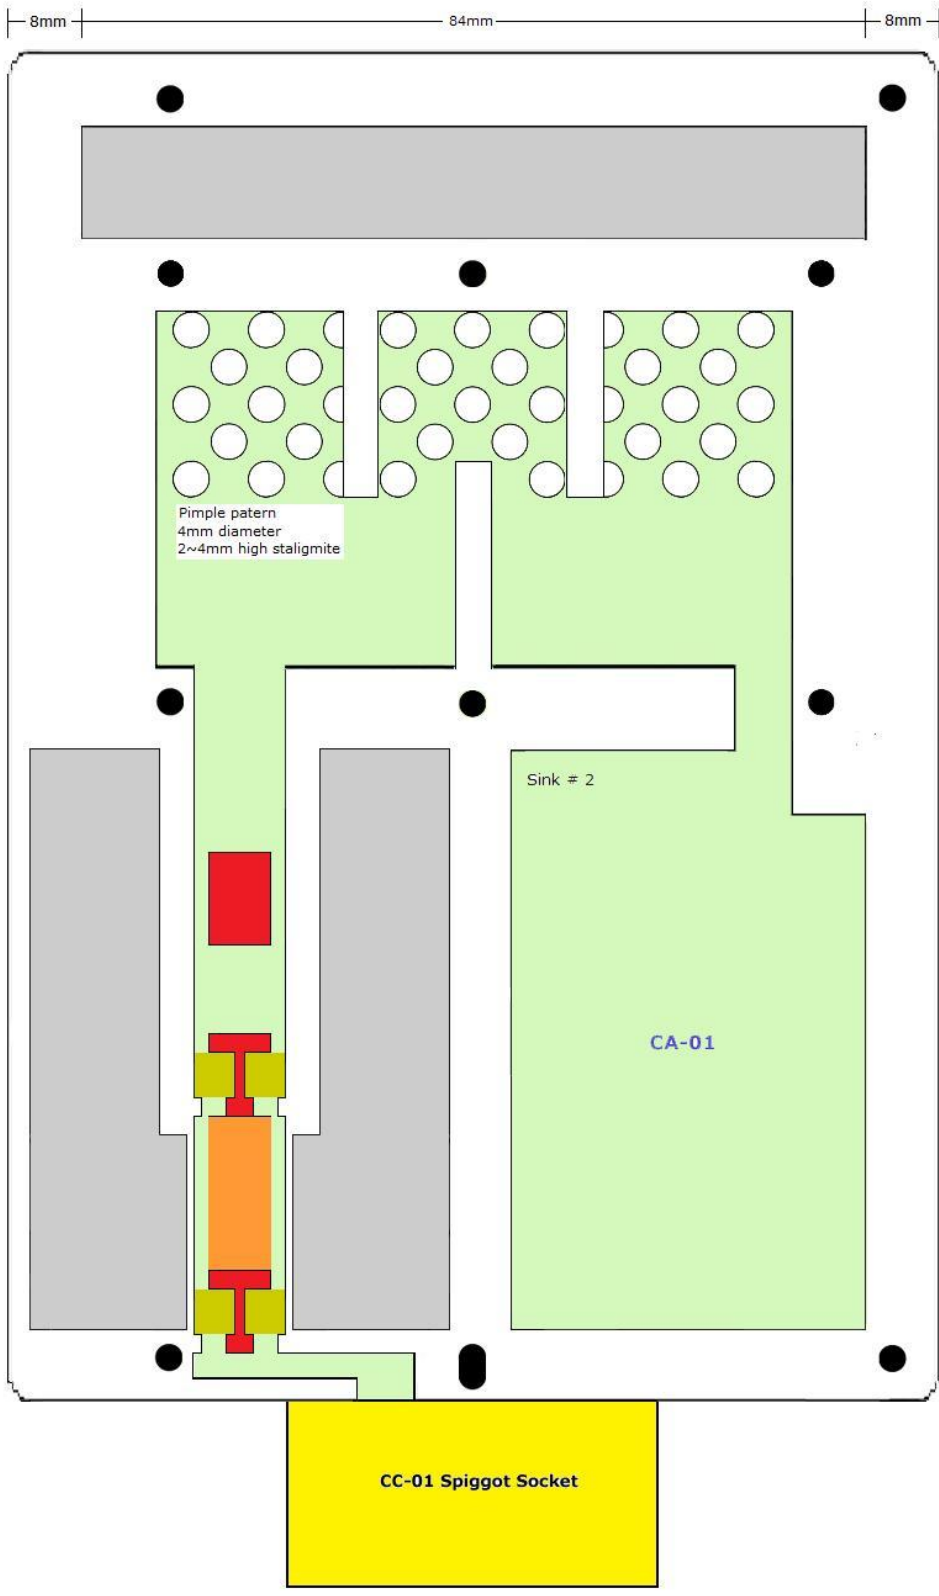 8mm
84mm
8mm
Pimple patern
4mm diameter
2~4mm high staligmite
Sink # 2
CA-01
CC-01 Spiggot Socket